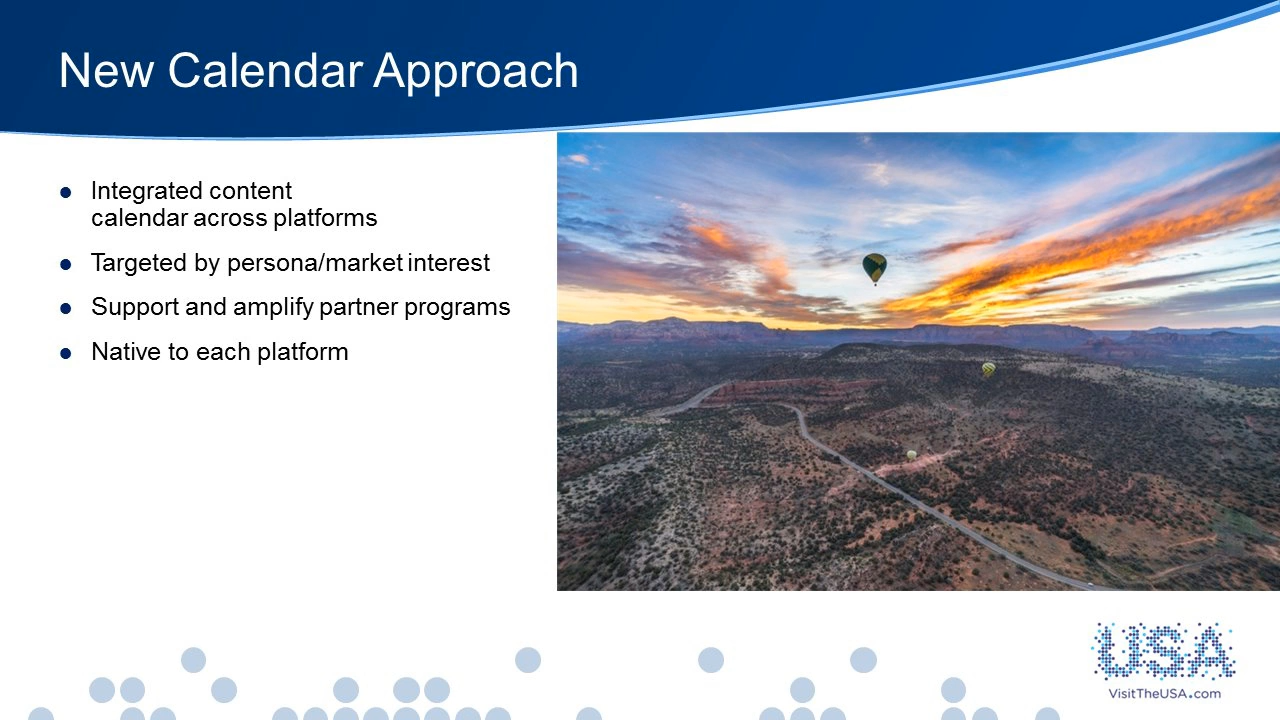 New Calendar Approach
● Integrated content
calendar across platforms
● Targeted by persona/market interest
● Support and amplify partner programs
● Native to each platform
USA
VisitTheUSA.com